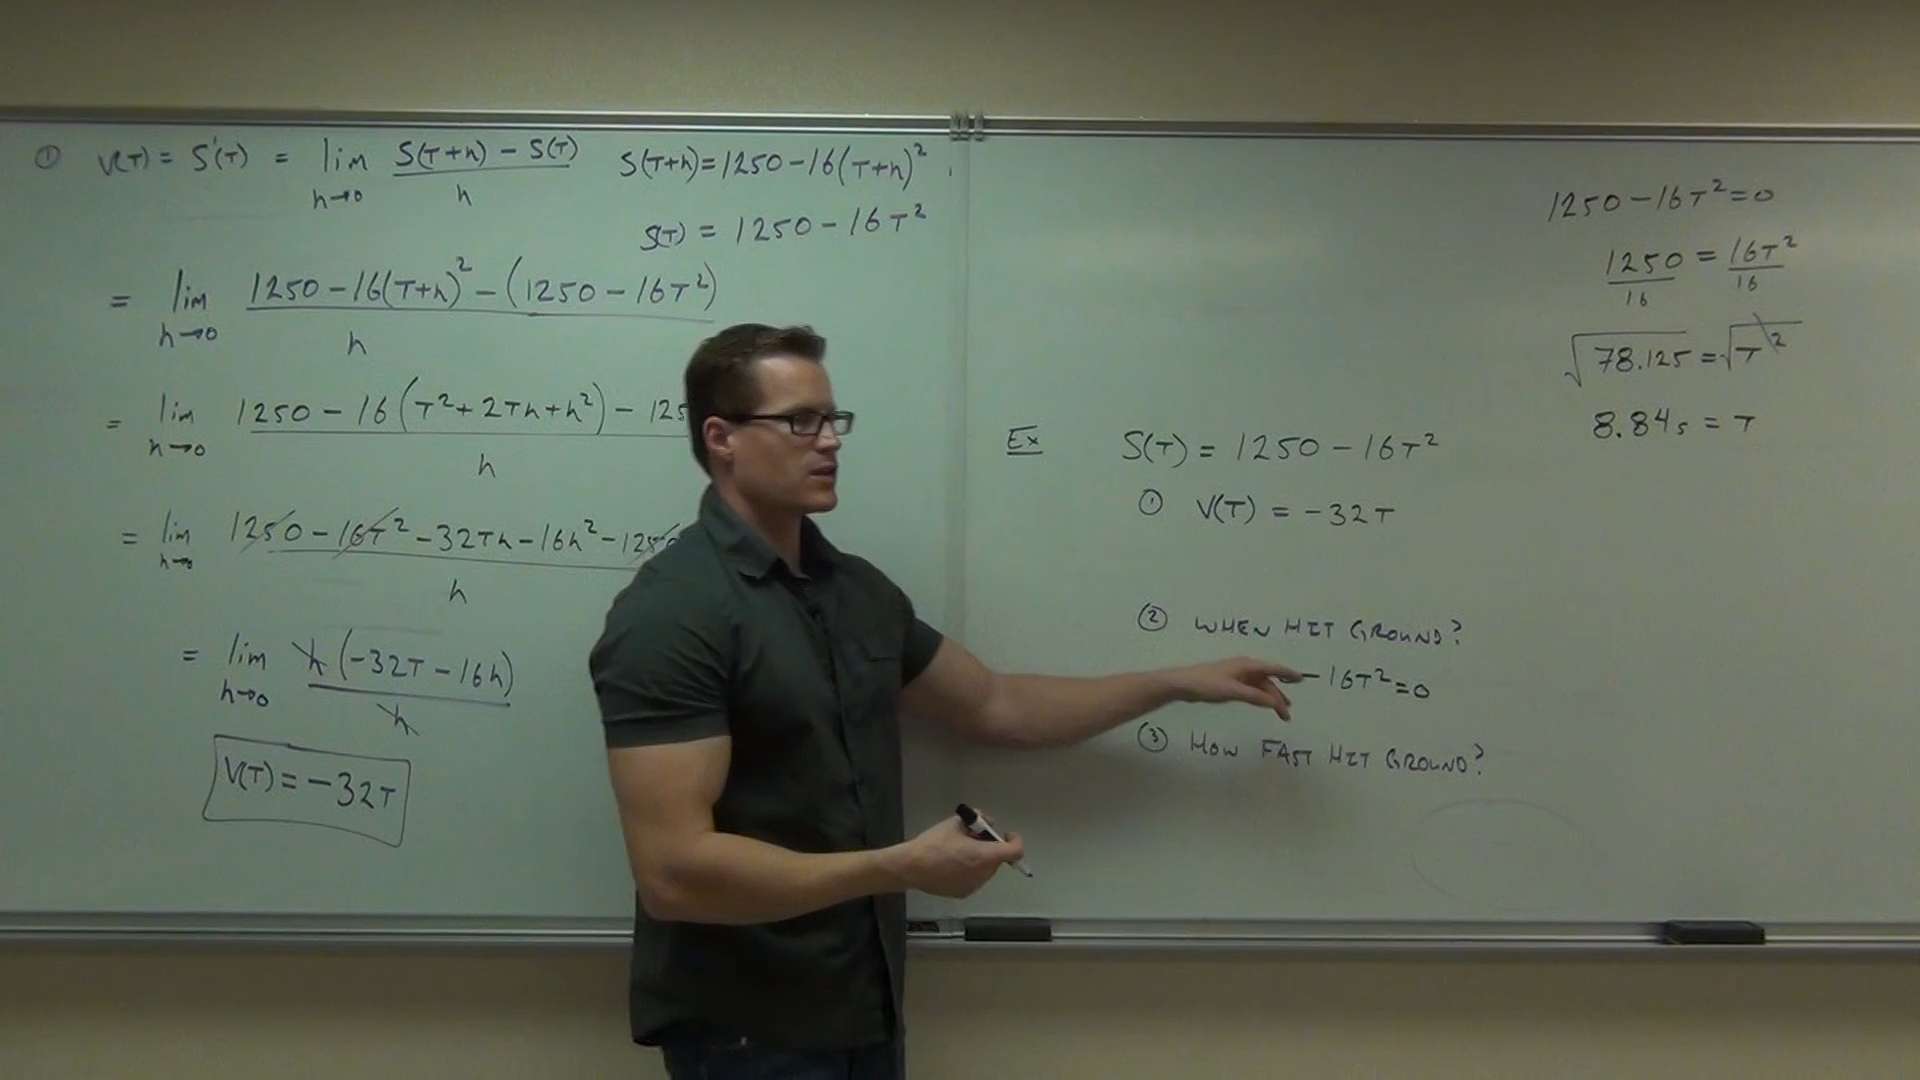 ① V(T) = S'(T) = lim h→0 S(T+h) - S(T) / h
S(T+h) = 1250 - 16(T+h)²
S(T) = 1250 - 16T²
= lim h→0 1250 - 16(T+h)² - (1250 - 16T²) / h
= lim h→0 1250 - 16(T² + 2Th + h²) - 125 / h
= lim h→0 1250 - 16T² - 32Th - 16h² - 1250 / h
= lim h→0 h(-32T - 16h) / h
V(T) = -32T
Ex S(T) = 1250 - 16T²
① V(T) = -32T
② WHEN HIT GROUND?
- 16T² = 0
③ HOW FAST HIT GROUND?
1250 - 16T² = 0
1250 / 16 = 16T² / 16
√78.125 = √T²
8.84s = T